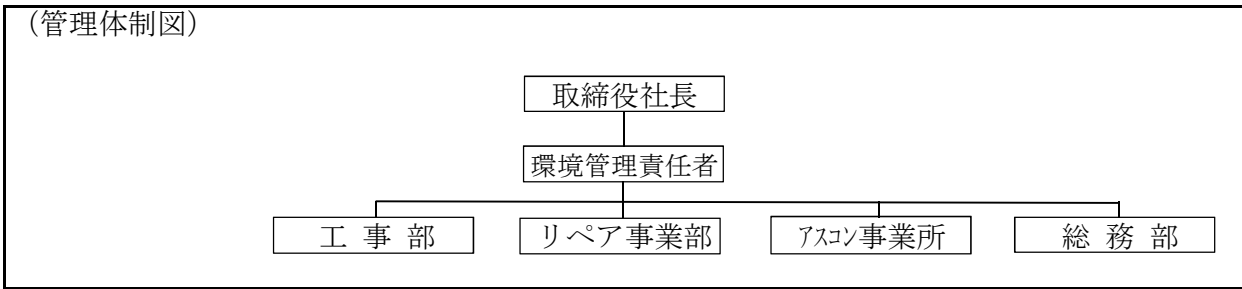 （管理体制図）
取締役社長
環境管理責任者
工 事 部
リペア事業部
ｱｽｺﾝ事業所
総 務 部